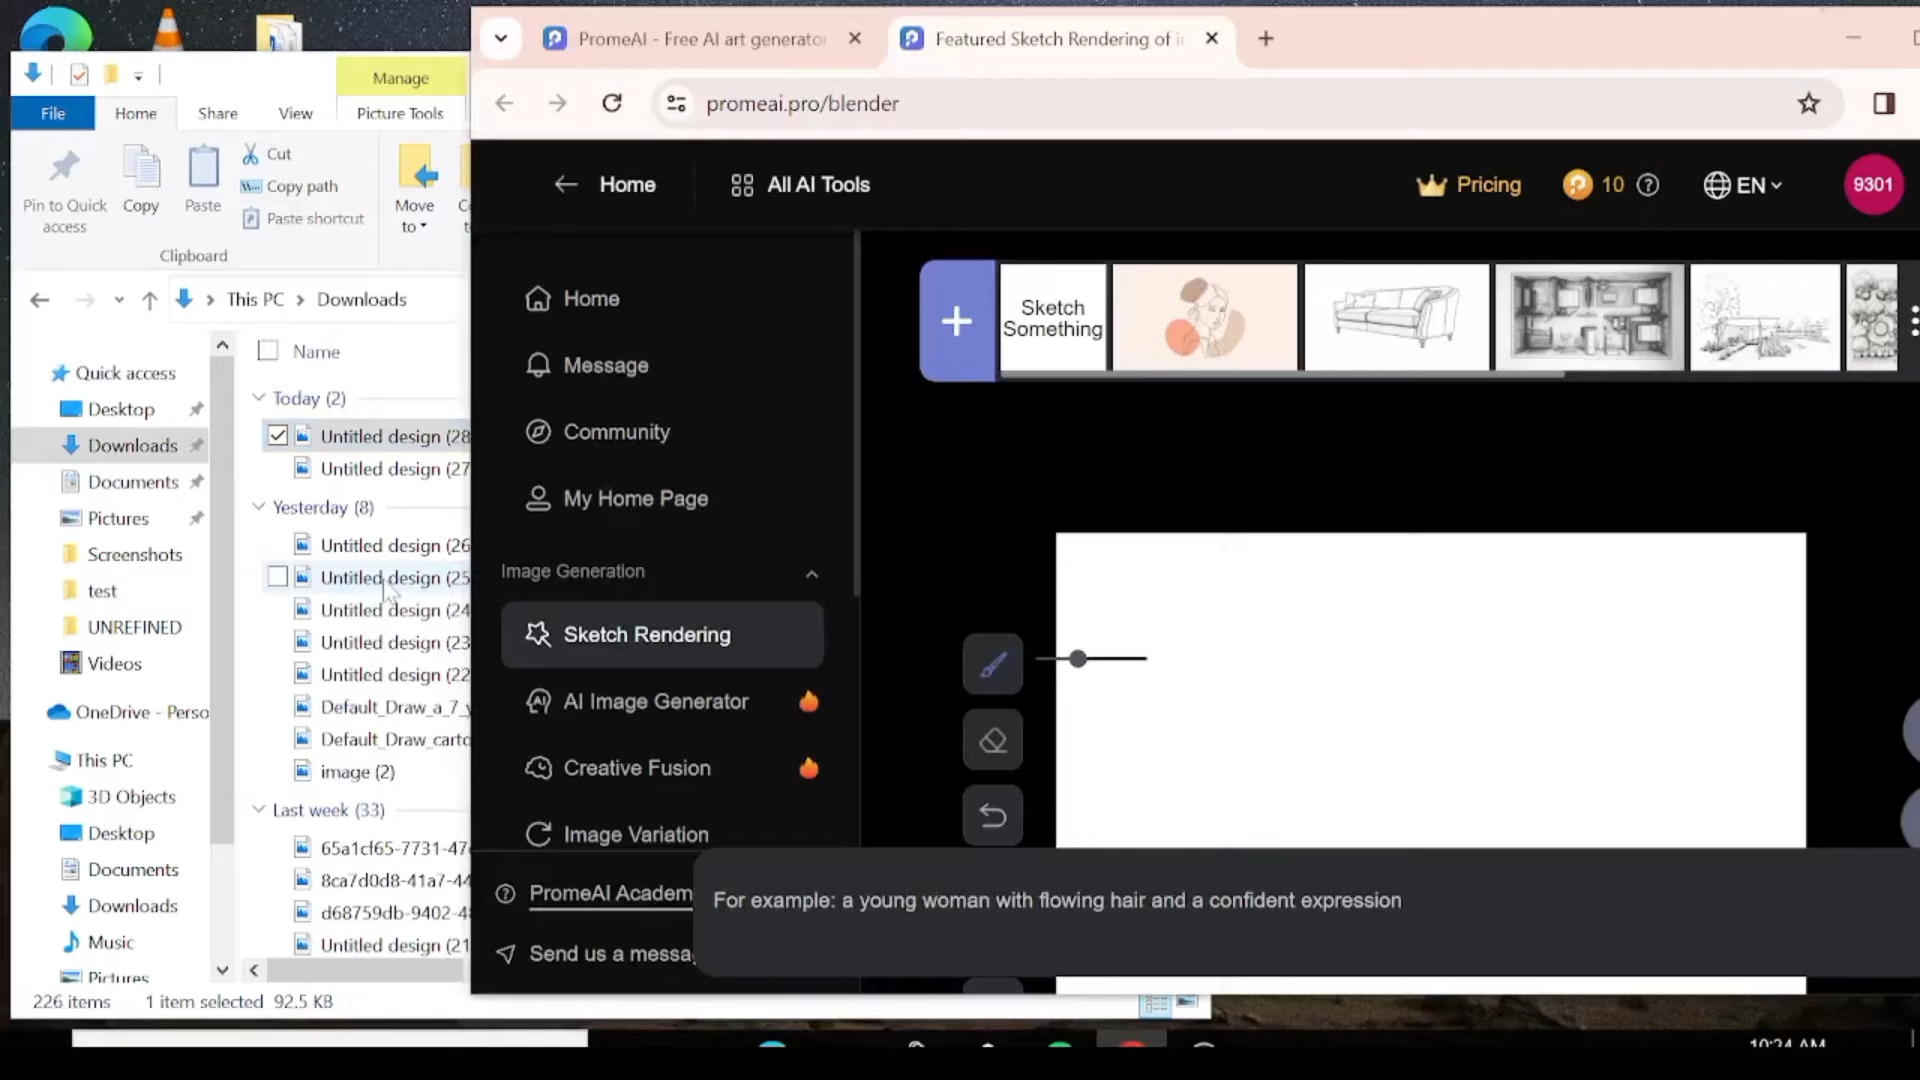 PromeAI - Free AI art generator
Featured Sketch Rendering of i
Manage
File
Home
Share
View
Picture Tools
promeai.pro/blender
Cut
Copy path
Paste shortcut
Pin to Quick
access
Copy
Paste
Move
to
Clipboard
Home
All AI Tools
Pricing
10
EN
9301
This PC
Downloads
Name
Quick access
Desktop
Downloads
Documents
Pictures
Screenshots
test
UNREFINED
Videos
OneDrive - Perso
This PC
3D Objects
Desktop
Documents
Downloads
Music
Pictures
Today (2)
Untitled design (28
Untitled design (27
Yesterday (8)
Untitled design (26
Untitled design (25
Untitled design (24
Untitled design (23
Untitled design (22
Default_Draw_a_7_y
Default_Draw_carto
image (2)
Last week (33)
65a1cf65-7731-47
8ca7d0d8-41a7-44
d68759db-9402-48
Untitled design (21
226 items
1 item selected 92.5 KB
Home
Message
Community
My Home Page
Image Generation
Sketch Rendering
AI Image Generator
Creative Fusion
Image Variation
PromeAI Academ
Send us a messag
Sketch
Something
For example: a young woman with flowing hair and a confident expression
10:24 AM